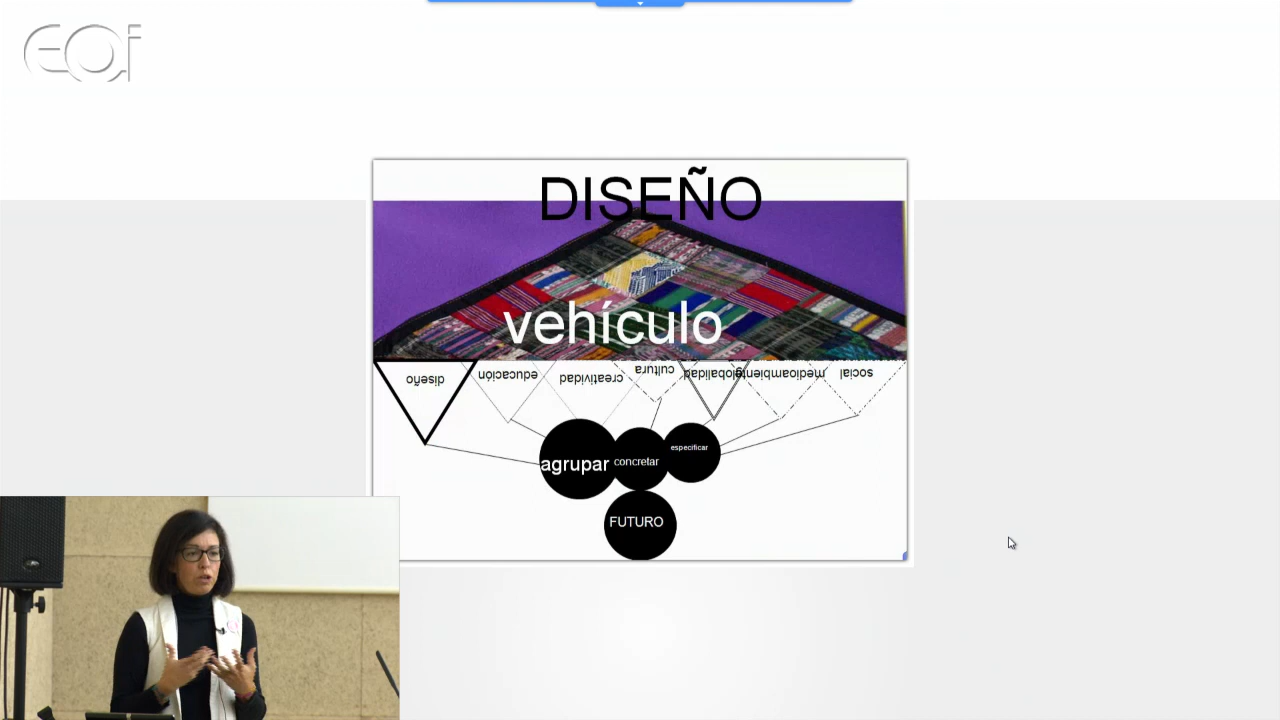 eoi
DISEÑO
vehículo
diseño
educación
creatividad
cultura
globalidad
medioambiente
social
agrupar
concretar
especificar
FUTURO